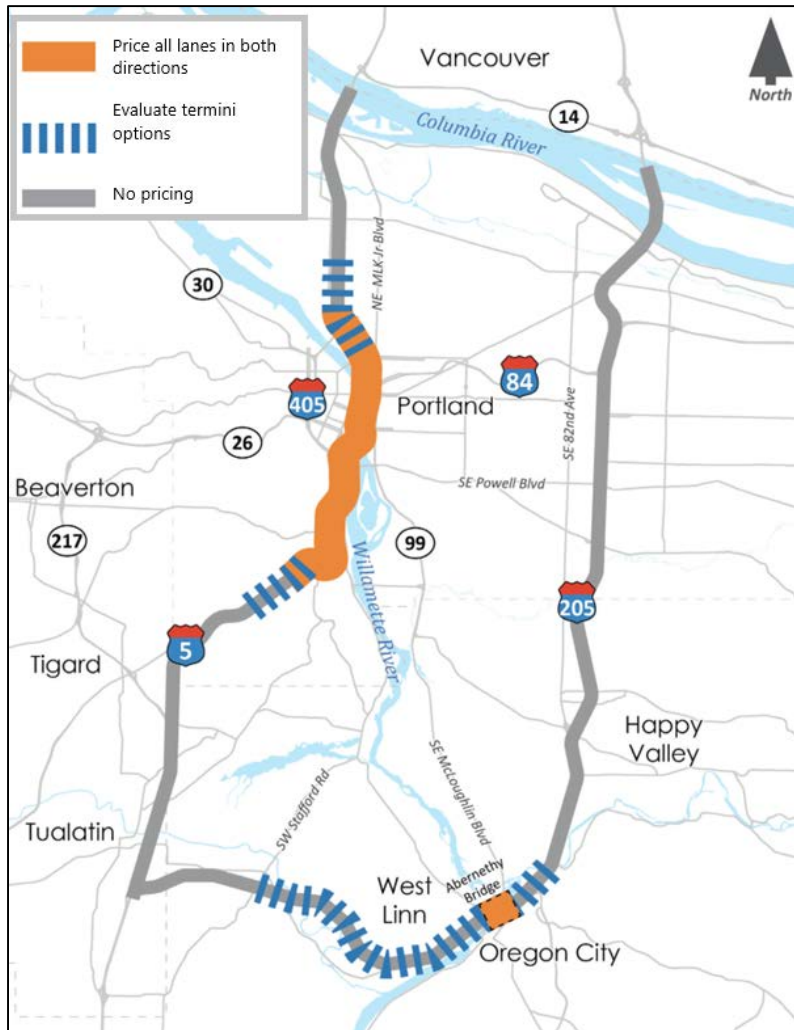 Price all lanes in both
directions
Evaluate termini
options
No pricing
Vancouver
North
14
Columbia River
NE MLK Jr Blvd
30
84
405
Portland
26
SE 82nd Ave
SE Powell Blvd
Beaverton
217
99
Willamette River
205
5
Tigard
Happy
Valley
SE McLoughlin Blvd
SW Stafford Rd
Tualatin
Abernethy
Bridge
West
Linn
Oregon City